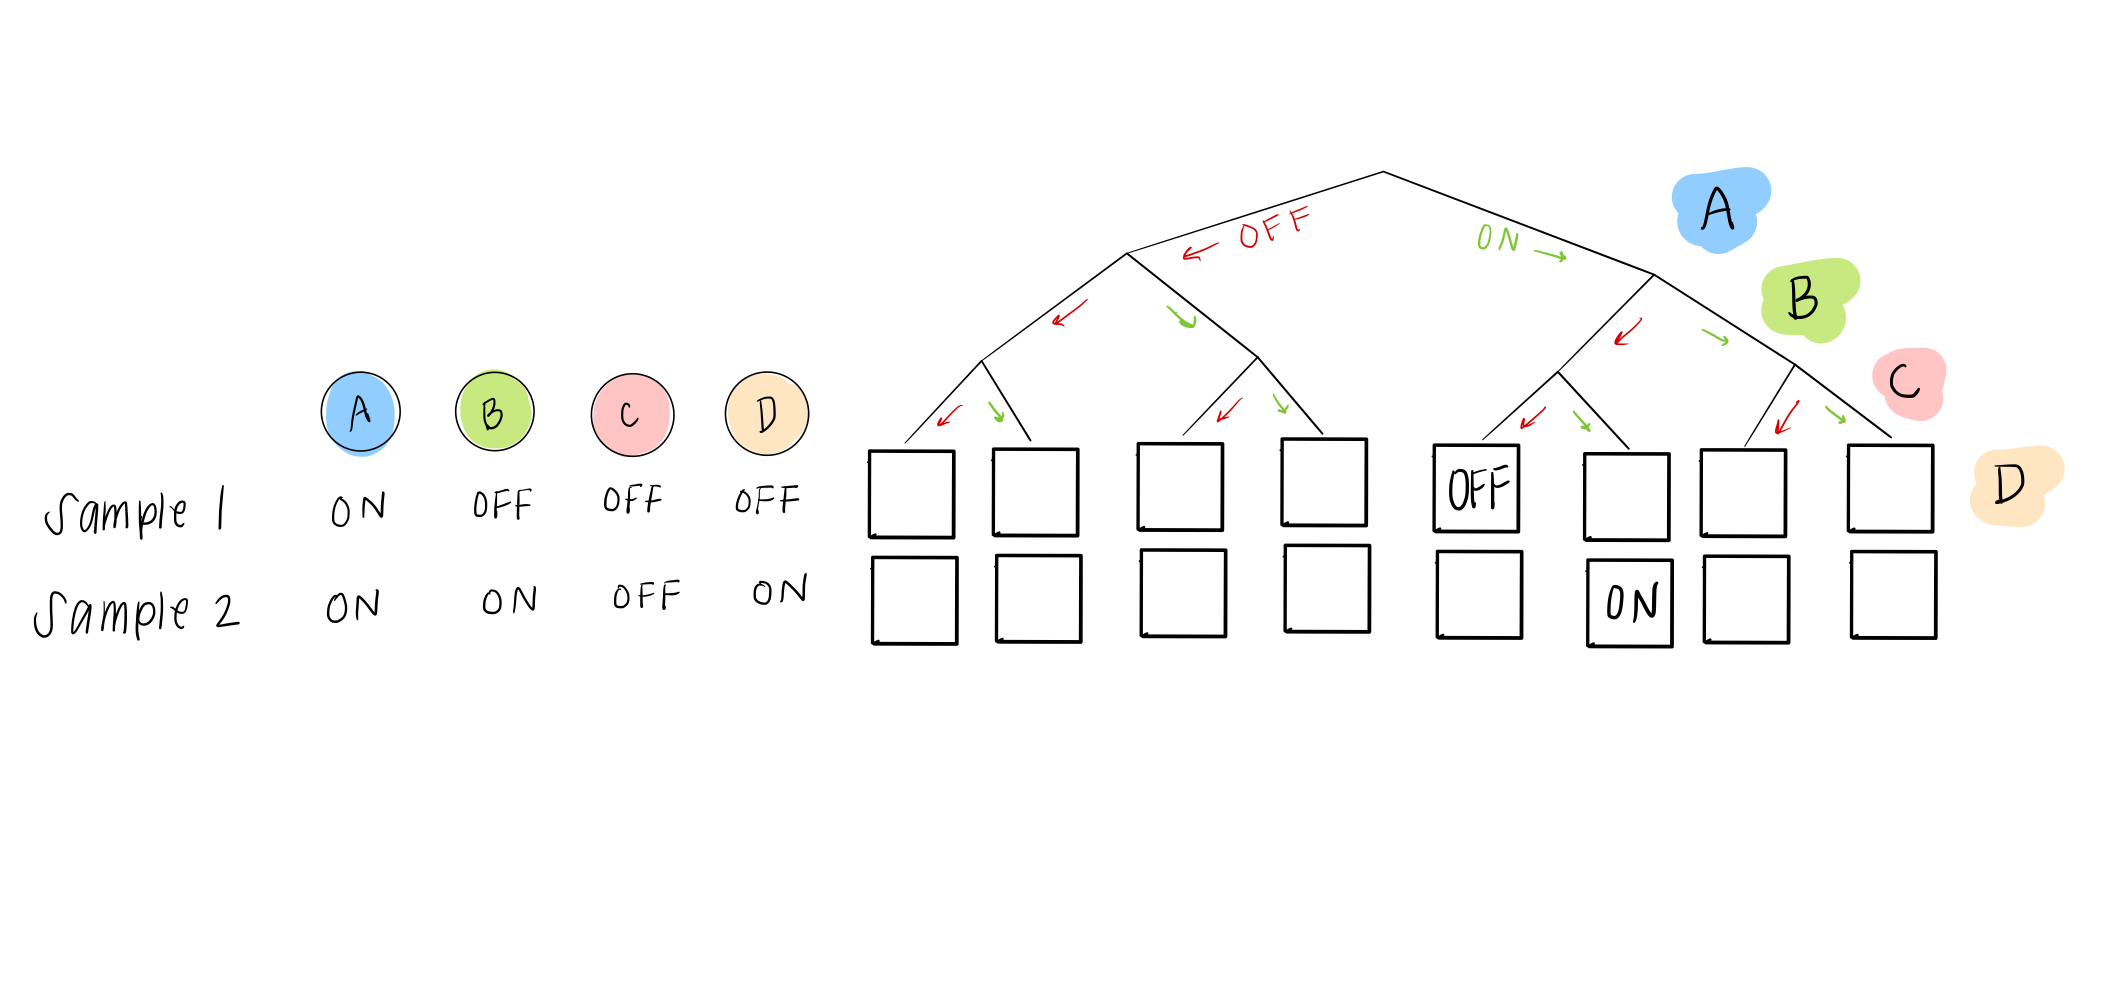 A
OFF ON
B
C
A B C D
D
Sample 1 ON OFF OFF OFF OFF
Sample 2 ON ON OFF ON ON